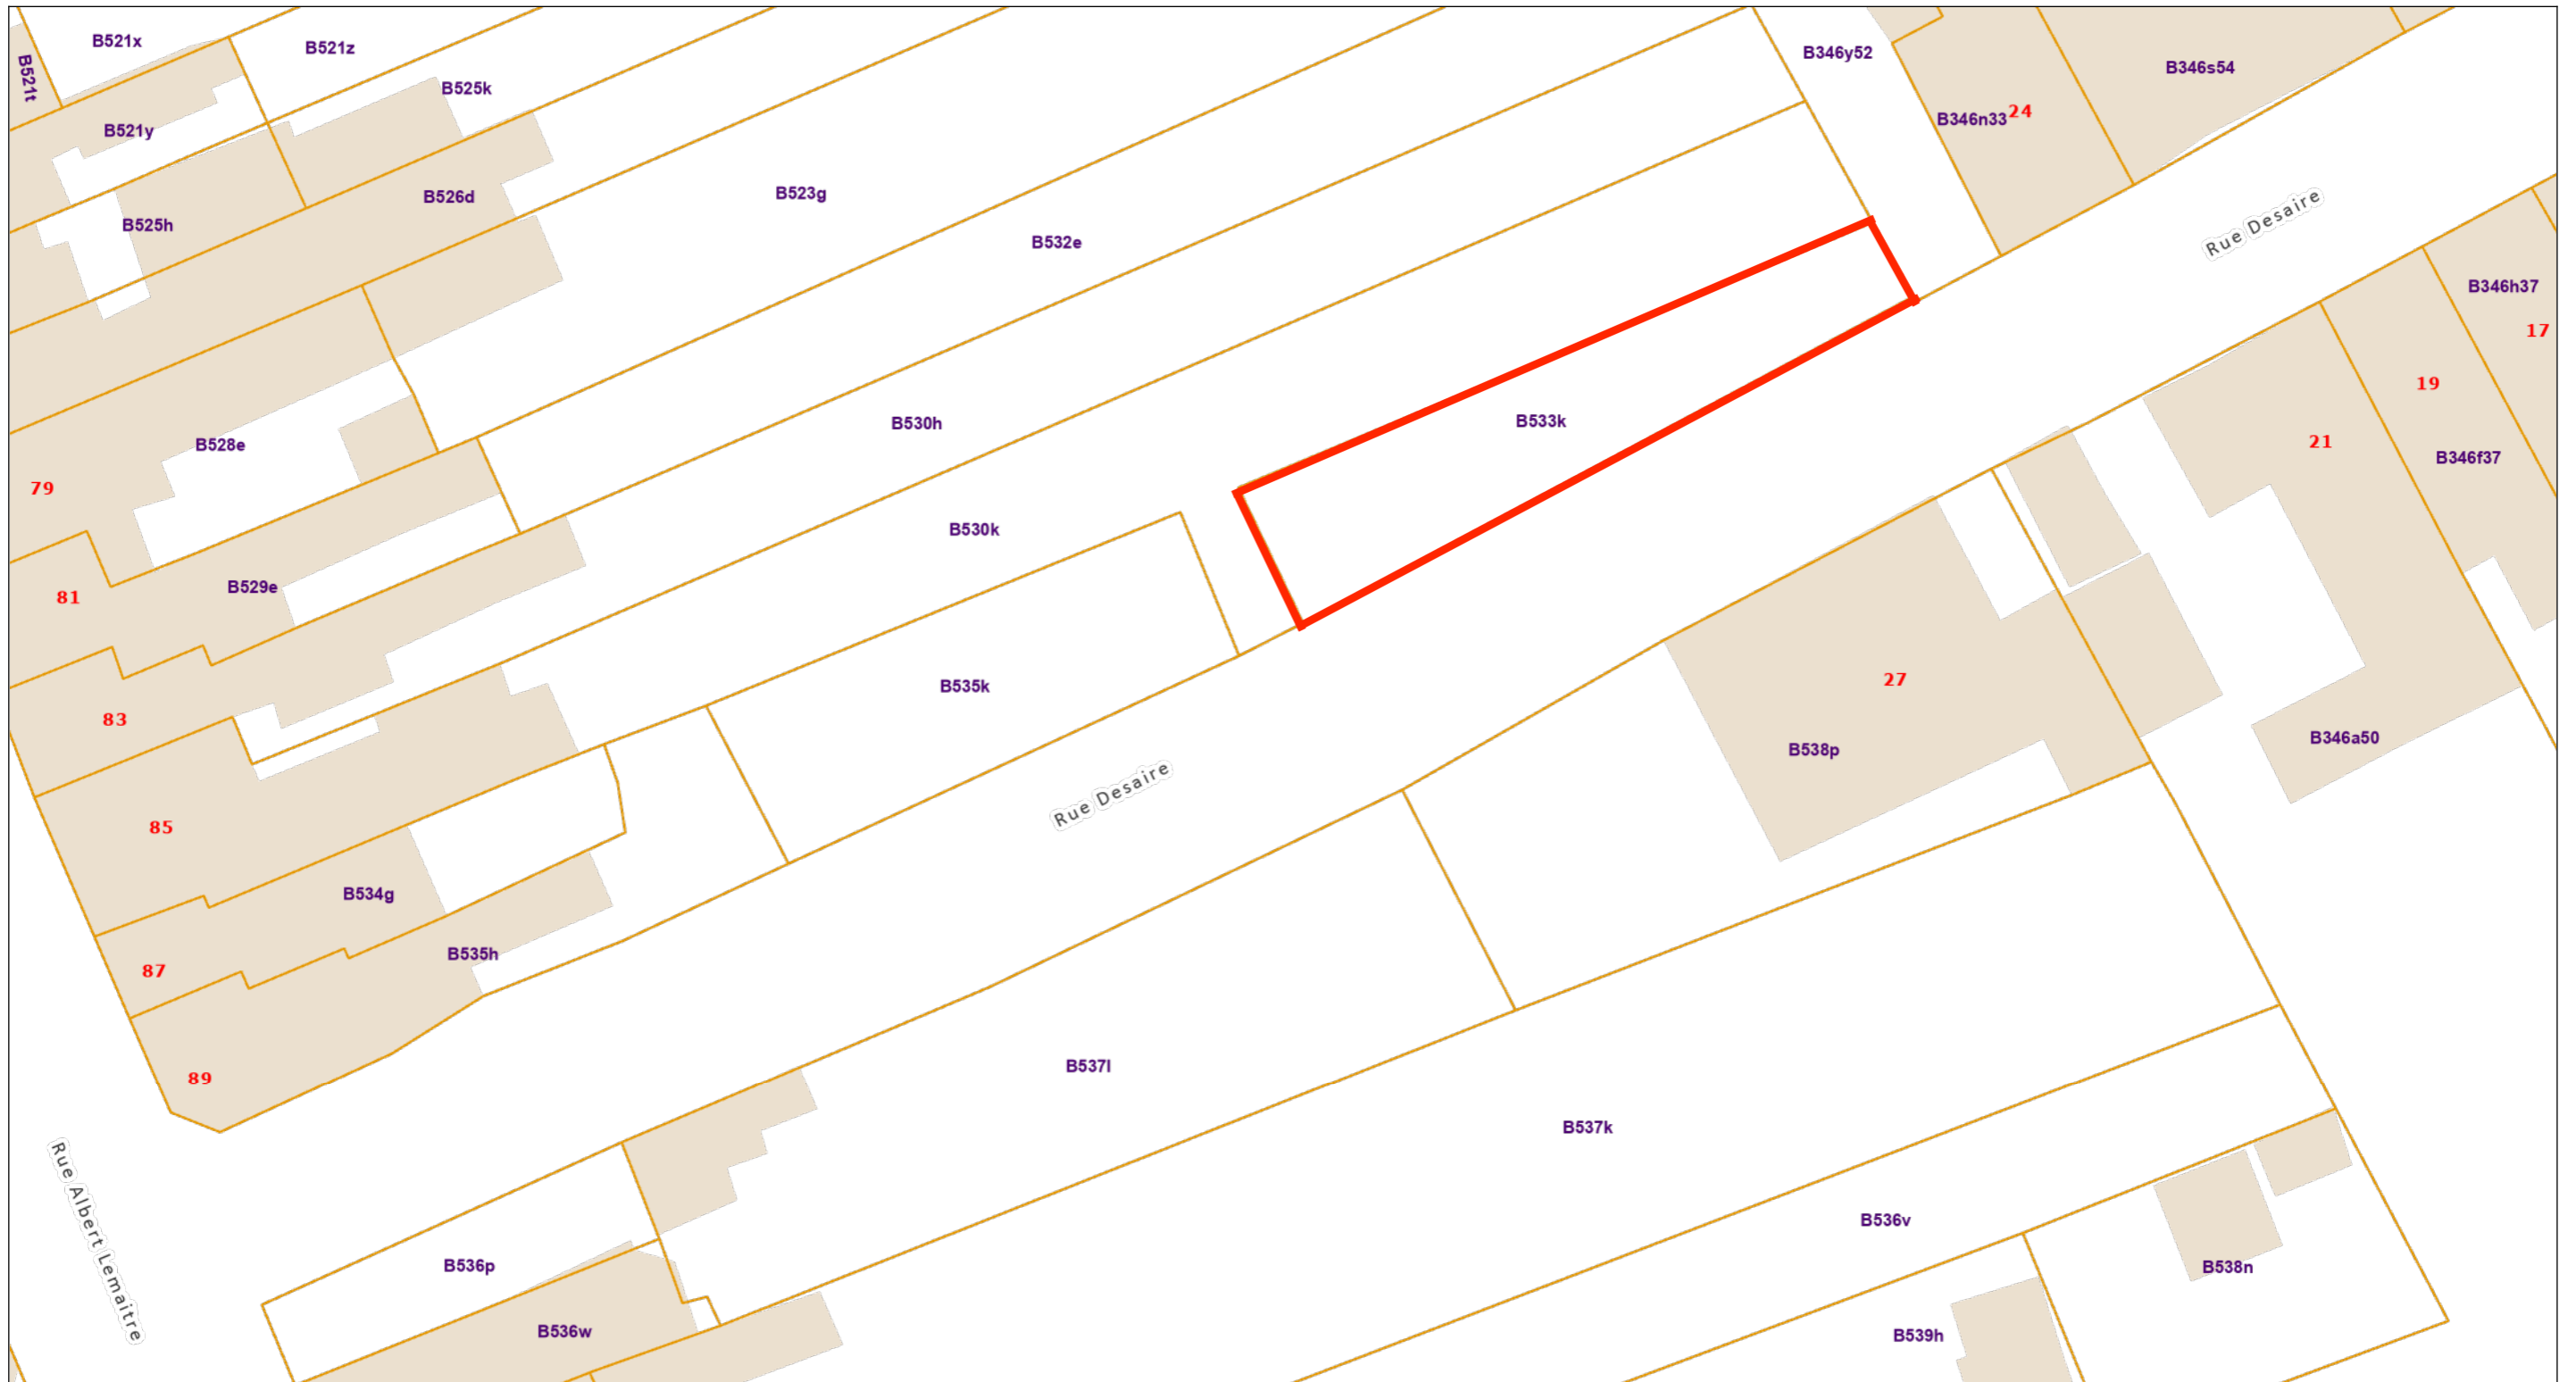 B521x
B521z
B346y52
B521t
B525k
B346s54
B346n33
24
B521y
B523g
B526d
B525h
Rue Desaire
B532e
B346h37
17
19
B533k
B530h
21
B528e
B346f37
79
B530k
B529e
81
27
B535k
83
B346a50
B538p
Rue Desaire
85
B534g
B535h
87
B537l
89
B537k
B536v
Rue Albert Lemaitre
B536p
B538n
B536w
B539h